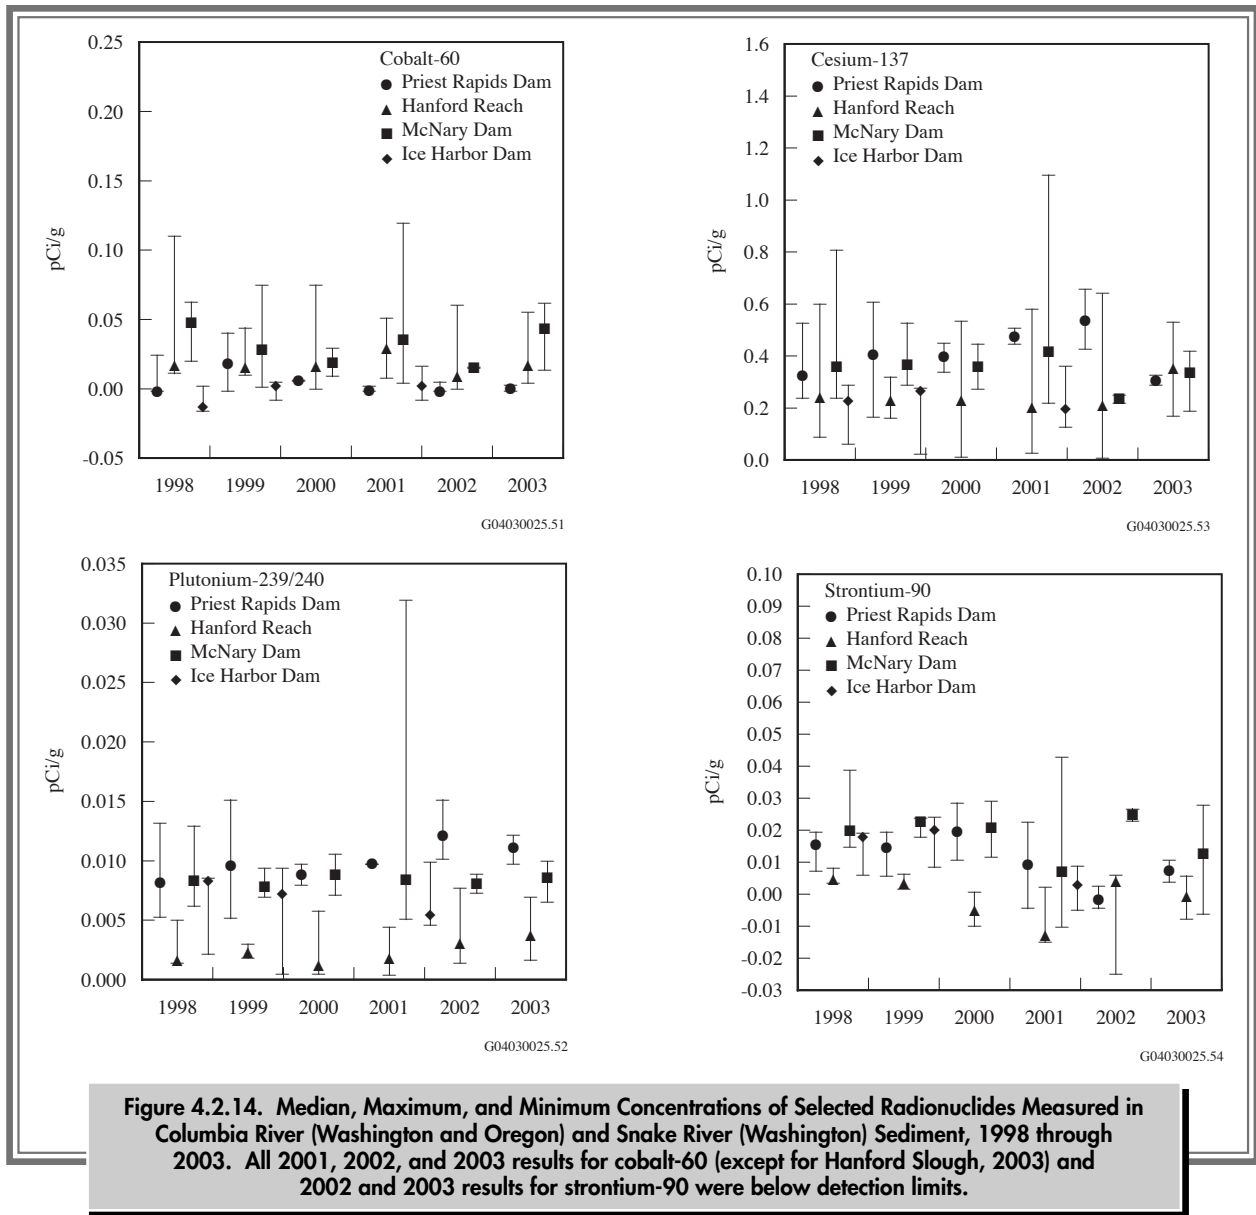 Cobalt-60
Priest Rapids Dam
Hanford Reach
McNary Dam
Ice Harbor Dam
pCi/g
0.25
0.20
0.15
0.10
0.05
0.00
-0.05
1998 1999 2000 2001 2002 2003
G04030025.51
Cesium-137
Priest Rapids Dam
Hanford Reach
McNary Dam
Ice Harbor Dam
pCi/g
1.6
1.4
1.2
1.0
0.8
0.6
0.4
0.2
0.0
1998 1999 2000 2001 2002 2003
G04030025.53
Plutonium-239/240
Priest Rapids Dam
Hanford Reach
McNary Dam
Ice Harbor Dam
pCi/g
0.035
0.030
0.025
0.020
0.015
0.010
0.005
0.000
1998 1999 2000 2001 2002 2003
G04030025.52
Strontium-90
Priest Rapids Dam
Hanford Reach
McNary Dam
Ice Harbor Dam
pCi/g
0.10
0.09
0.08
0.07
0.06
0.05
0.04
0.03
0.02
0.01
0.00
-0.01
-0.02
-0.03
1998 1999 2000 2001 2002 2003
G04030025.54
Figure 4.2.14. Median, Maximum, and Minimum Concentrations of Selected Radionuclides Measured in
Columbia River (Washington and Oregon) and Snake River (Washington) Sediment, 1998 through
2003. All 2001, 2002, and 2003 results for cobalt-60 (except for Hanford Slough, 2003) and
2002 and 2003 results for strontium-90 were below detection limits.